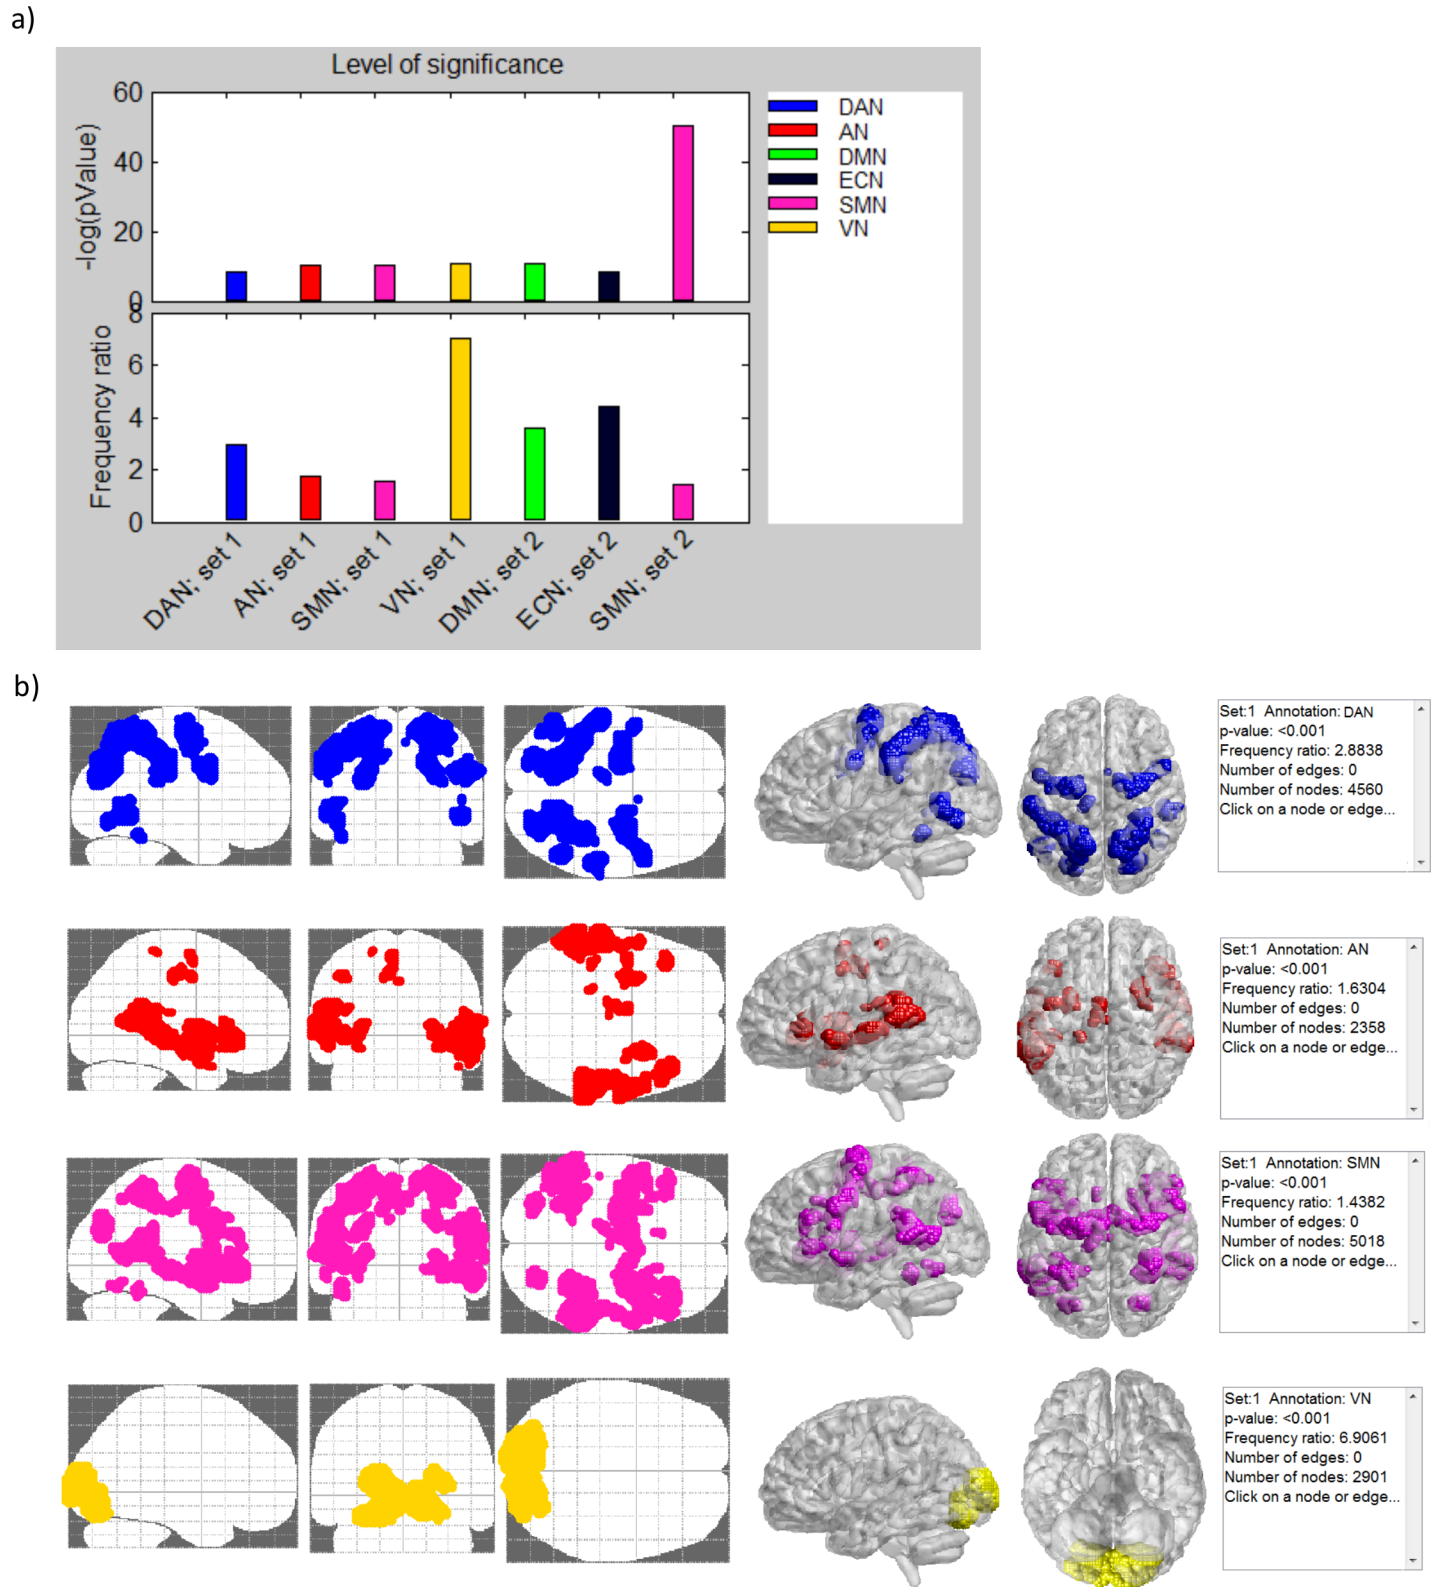 a)
Level of significance
60
40
20
0
-log(pValue)
DAN
AN
DMN
ECN
SMN
VN
8
6
4
2
0
Frequency ratio
DAN; set 1
AN; set 1
SMN; set 1
VN; set 1
DMN; set 2
ECN; set 2
SMN; set 2
b)
Set:1 Annotation: DAN
p-value: <0.001
Frequency ratio: 2.8838
Number of edges: 0
Number of nodes: 4560
Click on a node or edge...
Set:1 Annotation: AN
p-value: <0.001
Frequency ratio: 1.6304
Number of edges: 0
Number of nodes: 2358
Click on a node or edge...
Set:1 Annotation: SMN
p-value: <0.001
Frequency ratio: 1.4382
Number of edges: 0
Number of nodes: 5018
Click on a node or edge...
Set:1 Annotation: VN
p-value: <0.001
Frequency ratio: 6.9061
Number of edges: 0
Number of nodes: 2901
Click on a node or edge...